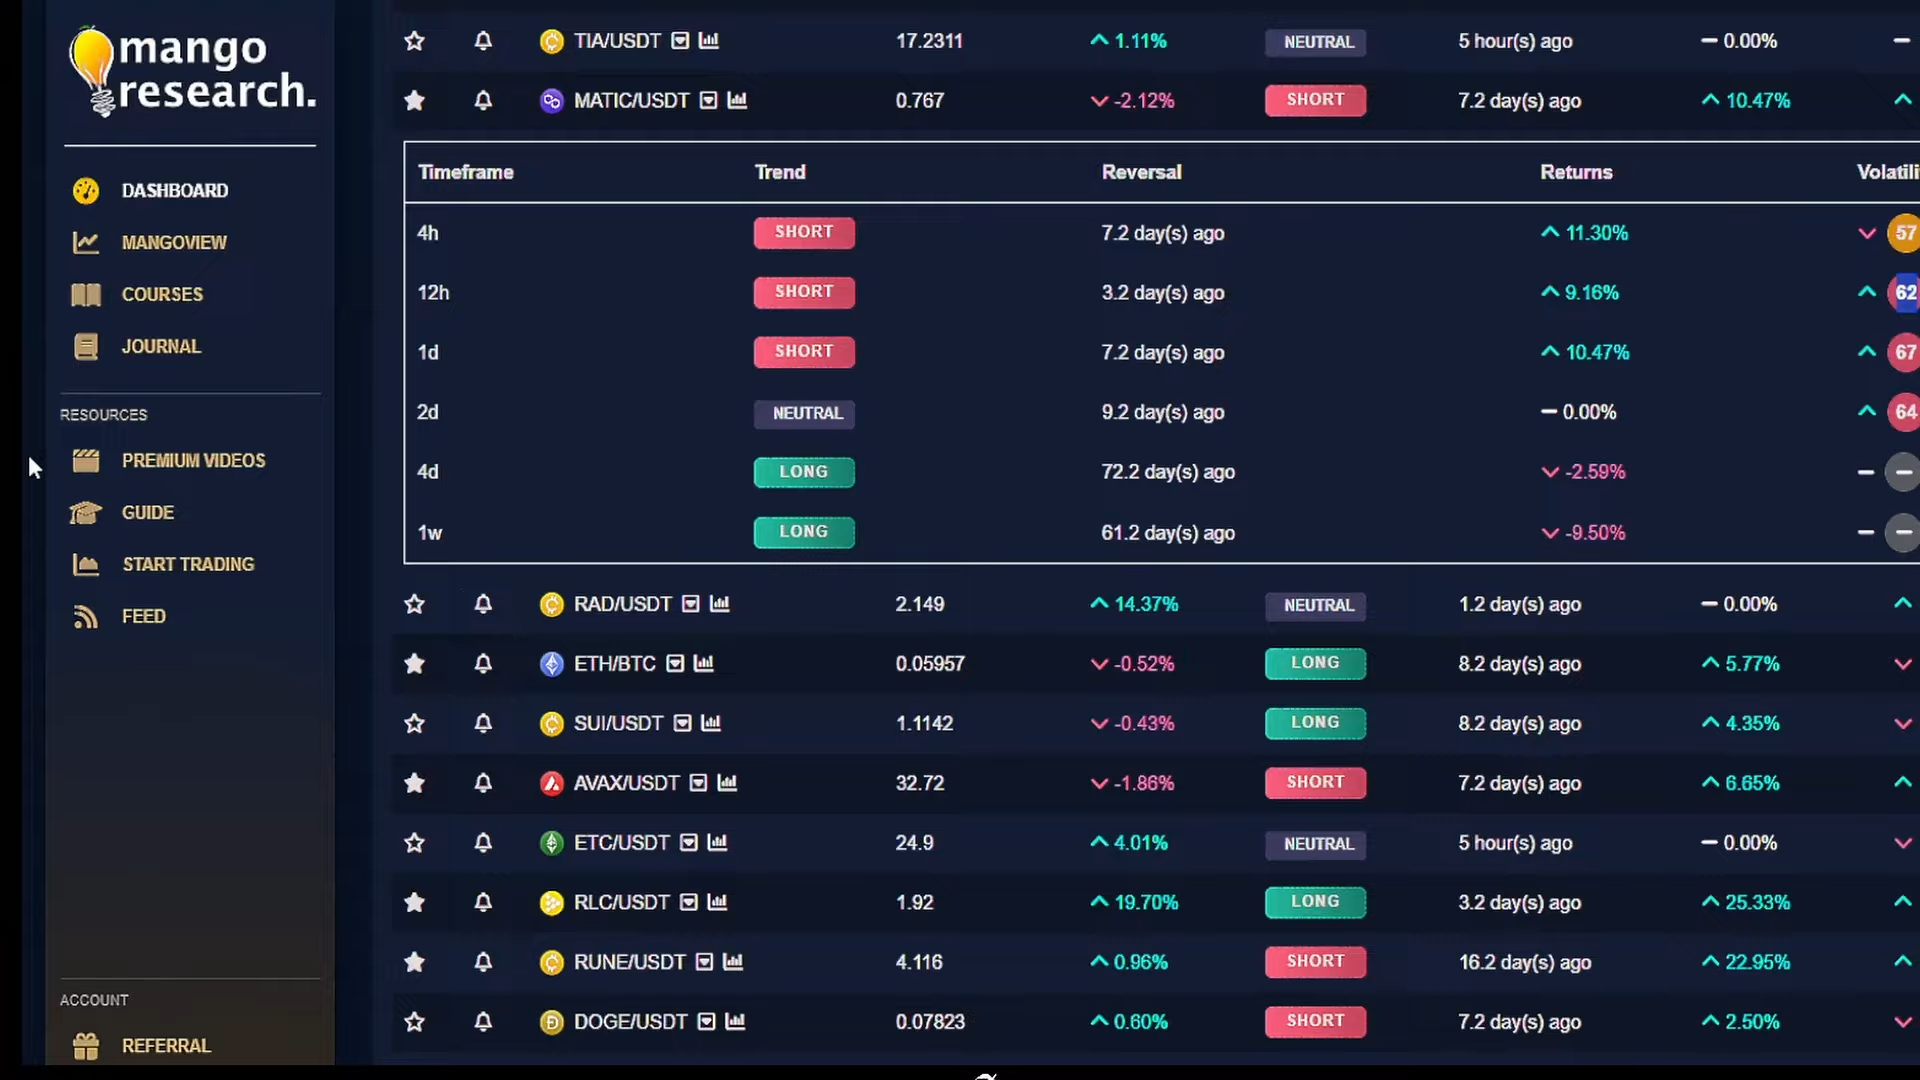 mango
research.
DASHBOARD
MANGOVIEW
COURSES
JOURNAL
RESOURCES
PREMIUM VIDEOS
GUIDE
START TRADING
FEED
ACCOUNT
REFERRAL
TIA/USDT 17.2311 1.11% NEUTRAL 5 hour(s) ago 0.00%
MATIC/USDT 0.767 -2.12% SHORT 7.2 day(s) ago 10.47%
Timeframe Trend Reversal Returns
4h SHORT 7.2 day(s) ago 11.30% 57
12h SHORT 3.2 day(s) ago 9.16% 62
1d SHORT 7.2 day(s) ago 10.47% 67
2d NEUTRAL 9.2 day(s) ago 0.00% 64
4d LONG 72.2 day(s) ago -2.59%
1w LONG 61.2 day(s) ago -9.50%
RAD/USDT 2.149 14.37% NEUTRAL 1.2 day(s) ago 0.00%
ETH/BTC 0.05957 -0.52% LONG 8.2 day(s) ago 5.77%
SUI/USDT 1.1142 -0.43% LONG 8.2 day(s) ago 4.35%
AVAX/USDT 32.72 -1.86% SHORT 7.2 day(s) ago 6.65%
ETC/USDT 24.9 4.01% NEUTRAL 5 hour(s) ago 0.00%
RLC/USDT 1.92 19.70% LONG 3.2 day(s) ago 25.33%
RUNE/USDT 4.116 0.96% SHORT 16.2 day(s) ago 22.95%
DOGE/USDT 0.07823 0.60% SHORT 7.2 day(s) ago 2.50%